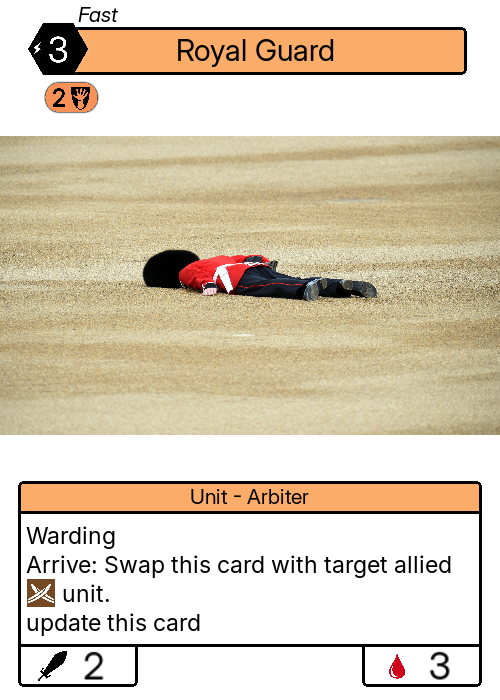 Fast
3
Royal Guard
2
Unit - Arbiter
Warding
Arrive: Swap this card with target allied
unit.
update this card
2
3